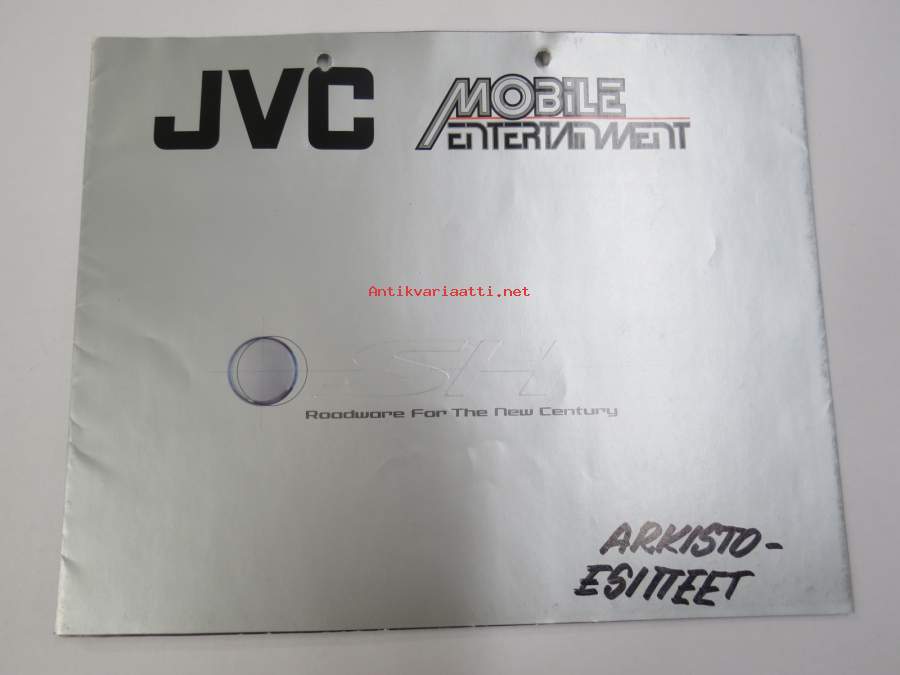 JVC
MOBiLE
ENTERTAINMENT
Antikvariaatti.net
SH
Roadware For The New Century
ARKISTO-
ESITTEET